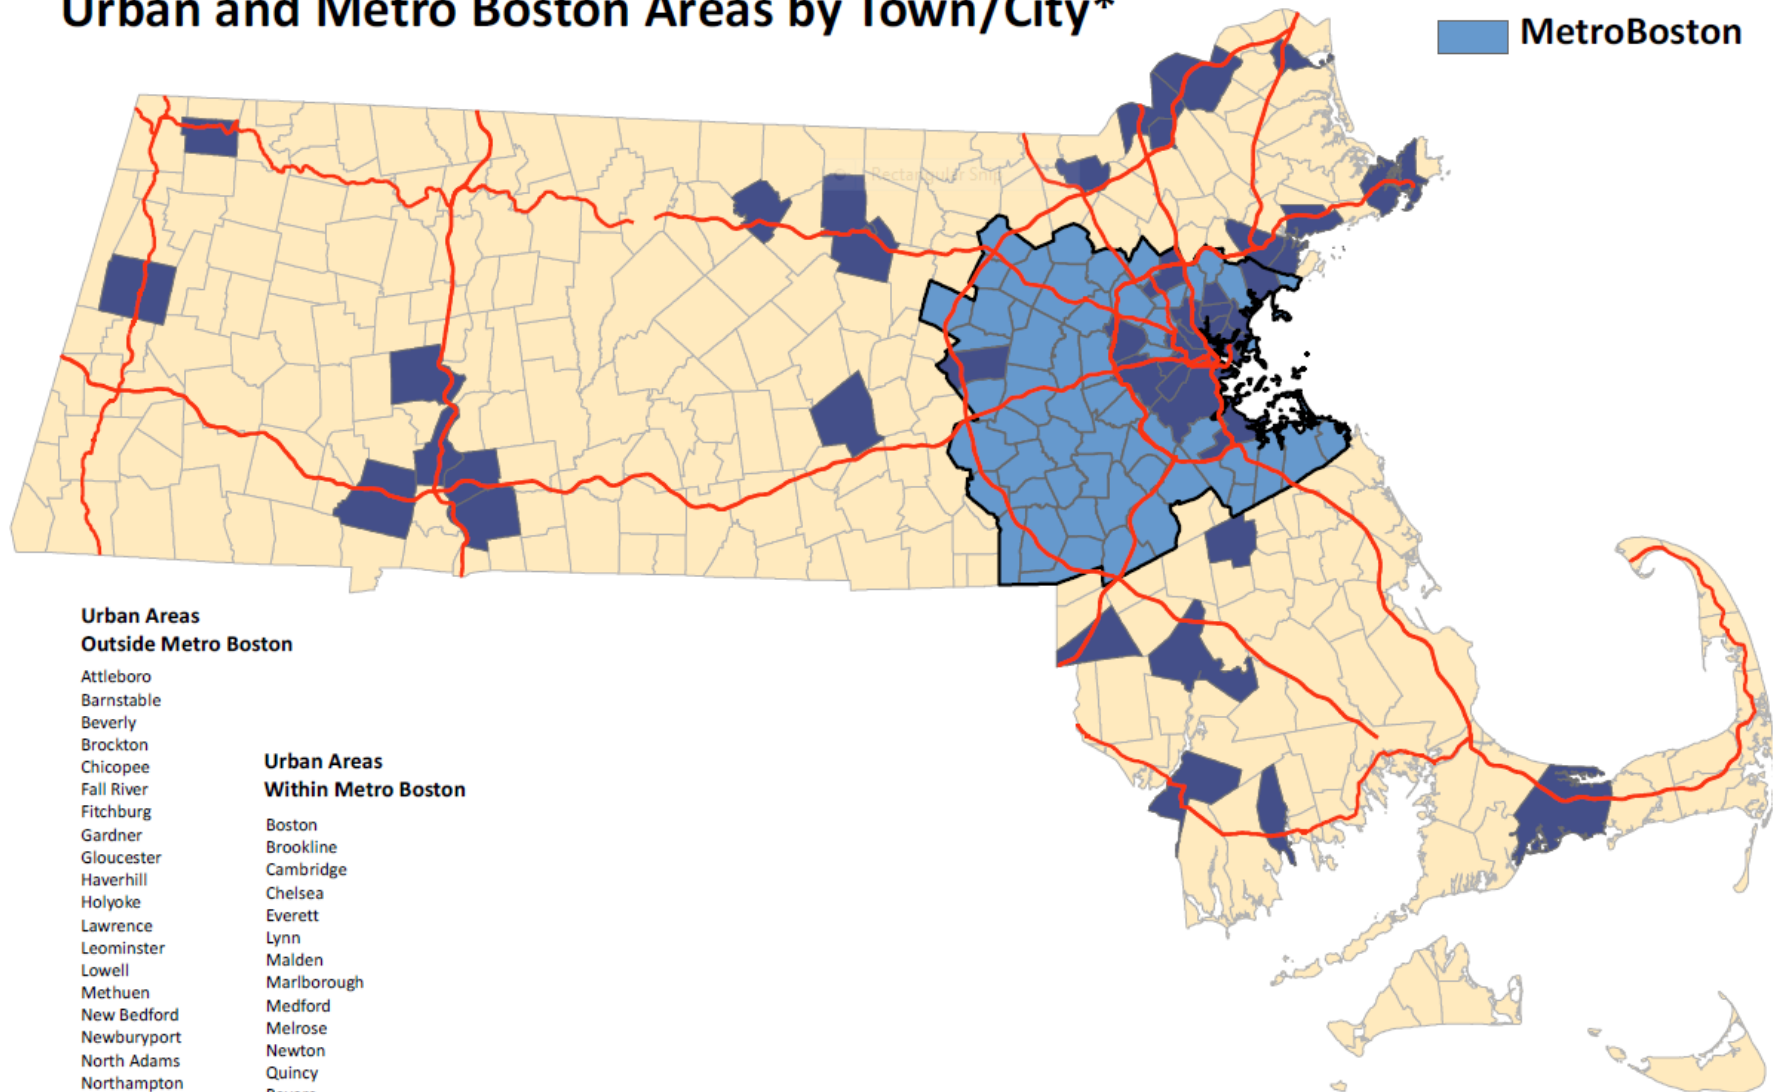 Urban and Metro Boston Areas by Town/City*
MetroBoston
Rectangular Snip
Urban Areas
Outside Metro Boston
Attleboro
Barnstable
Beverly
Brockton
Chicopee
Fall River
Fitchburg
Gardner
Gloucester
Haverhill
Holyoke
Lawrence
Leominster
Lowell
Methuen
New Bedford
Newburyport
North Adams
Northampton
Urban Areas
Within Metro Boston
Boston
Brookline
Cambridge
Chelsea
Everett
Lynn
Malden
Marlborough
Medford
Melrose
Newton
Quincy